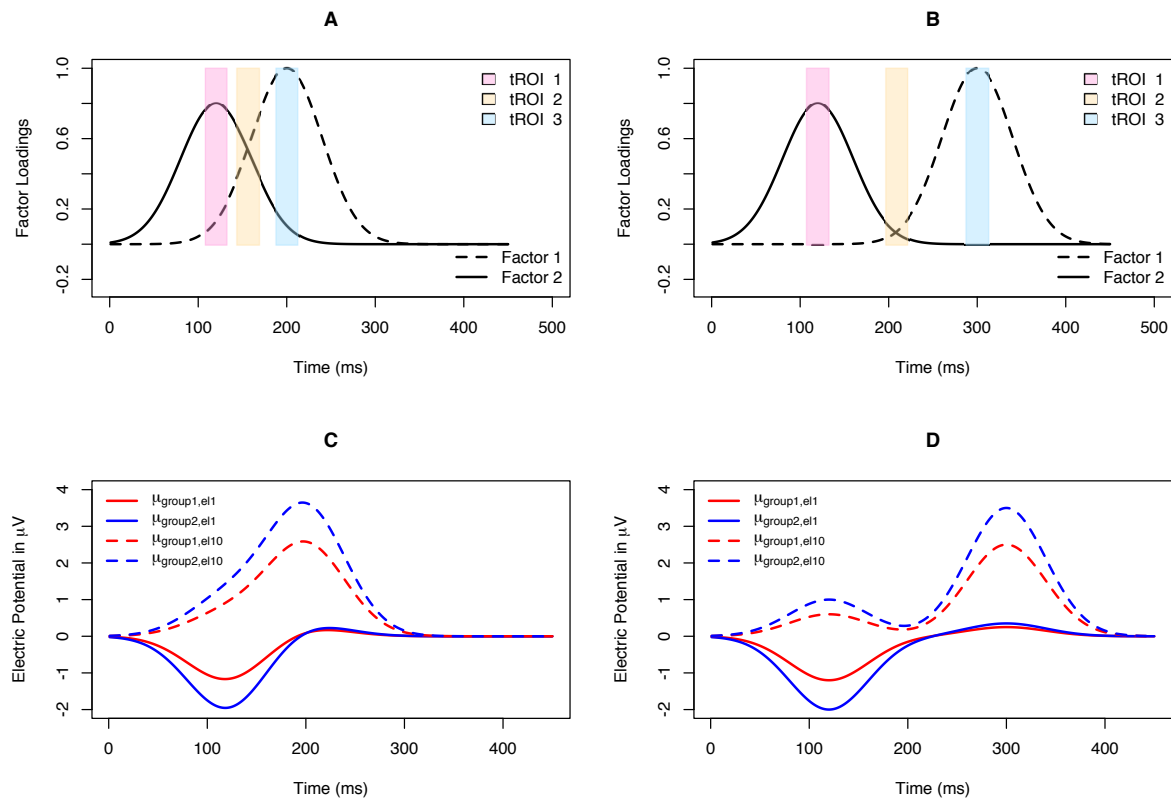 A
Factor Loadings
1.0
0.6
0.2
-0.2
tROI 1
tROI 2
tROI 3
Factor 1
Factor 2
0 100 200 300 400 500
Time (ms)
B
Factor Loadings
1.0
0.6
0.2
-0.2
tROI 1
tROI 2
tROI 3
Factor 1
Factor 2
0 100 200 300 400 500
Time (ms)
C
Electric Potential in μV
4
3
2
1
0
-1
-2
μgroup1,el1
μgroup2,el1
μgroup1,el10
μgroup2,el10
0 100 200 300 400
Time (ms)
D
Electric Potential in μV
4
3
2
1
0
-1
-2
μgroup1,el1
μgroup2,el1
μgroup1,el10
μgroup2,el10
0 100 200 300 400
Time (ms)